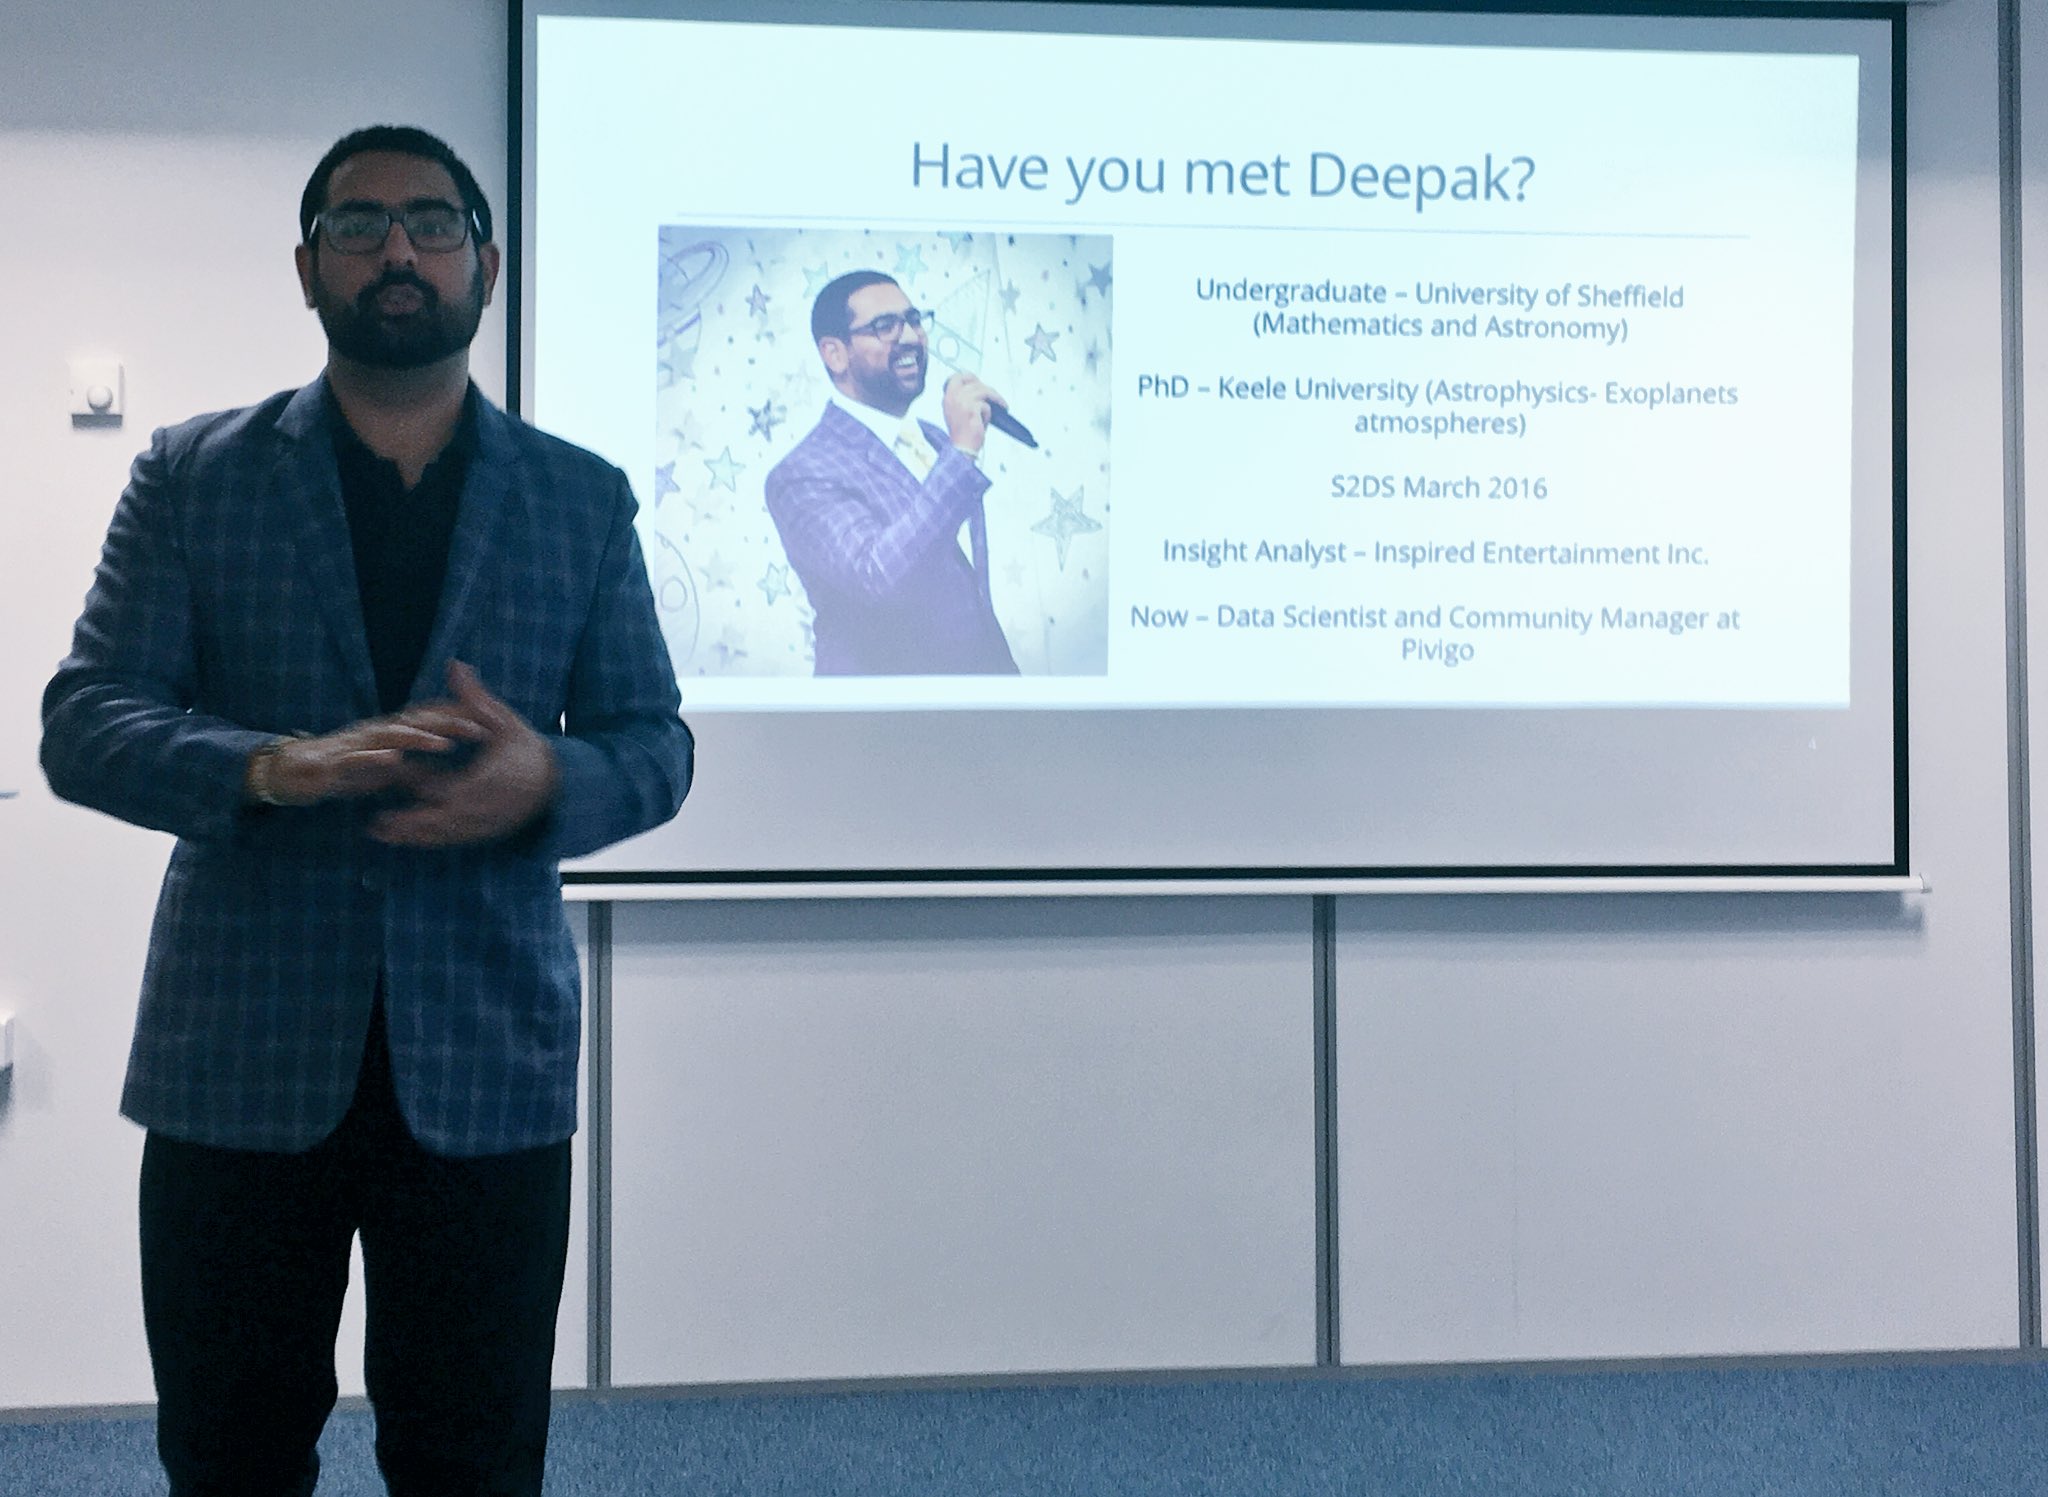 Have you met Deepak?
Undergraduate – University of Sheffield
(Mathematics and Astronomy)
PhD – Keele University (Astrophysics- Exoplanets
atmospheres)
S2DS March 2016
Insight Analyst – Inspired Entertainment Inc.
Now – Data Scientist and Community Manager at
Pivigo
4